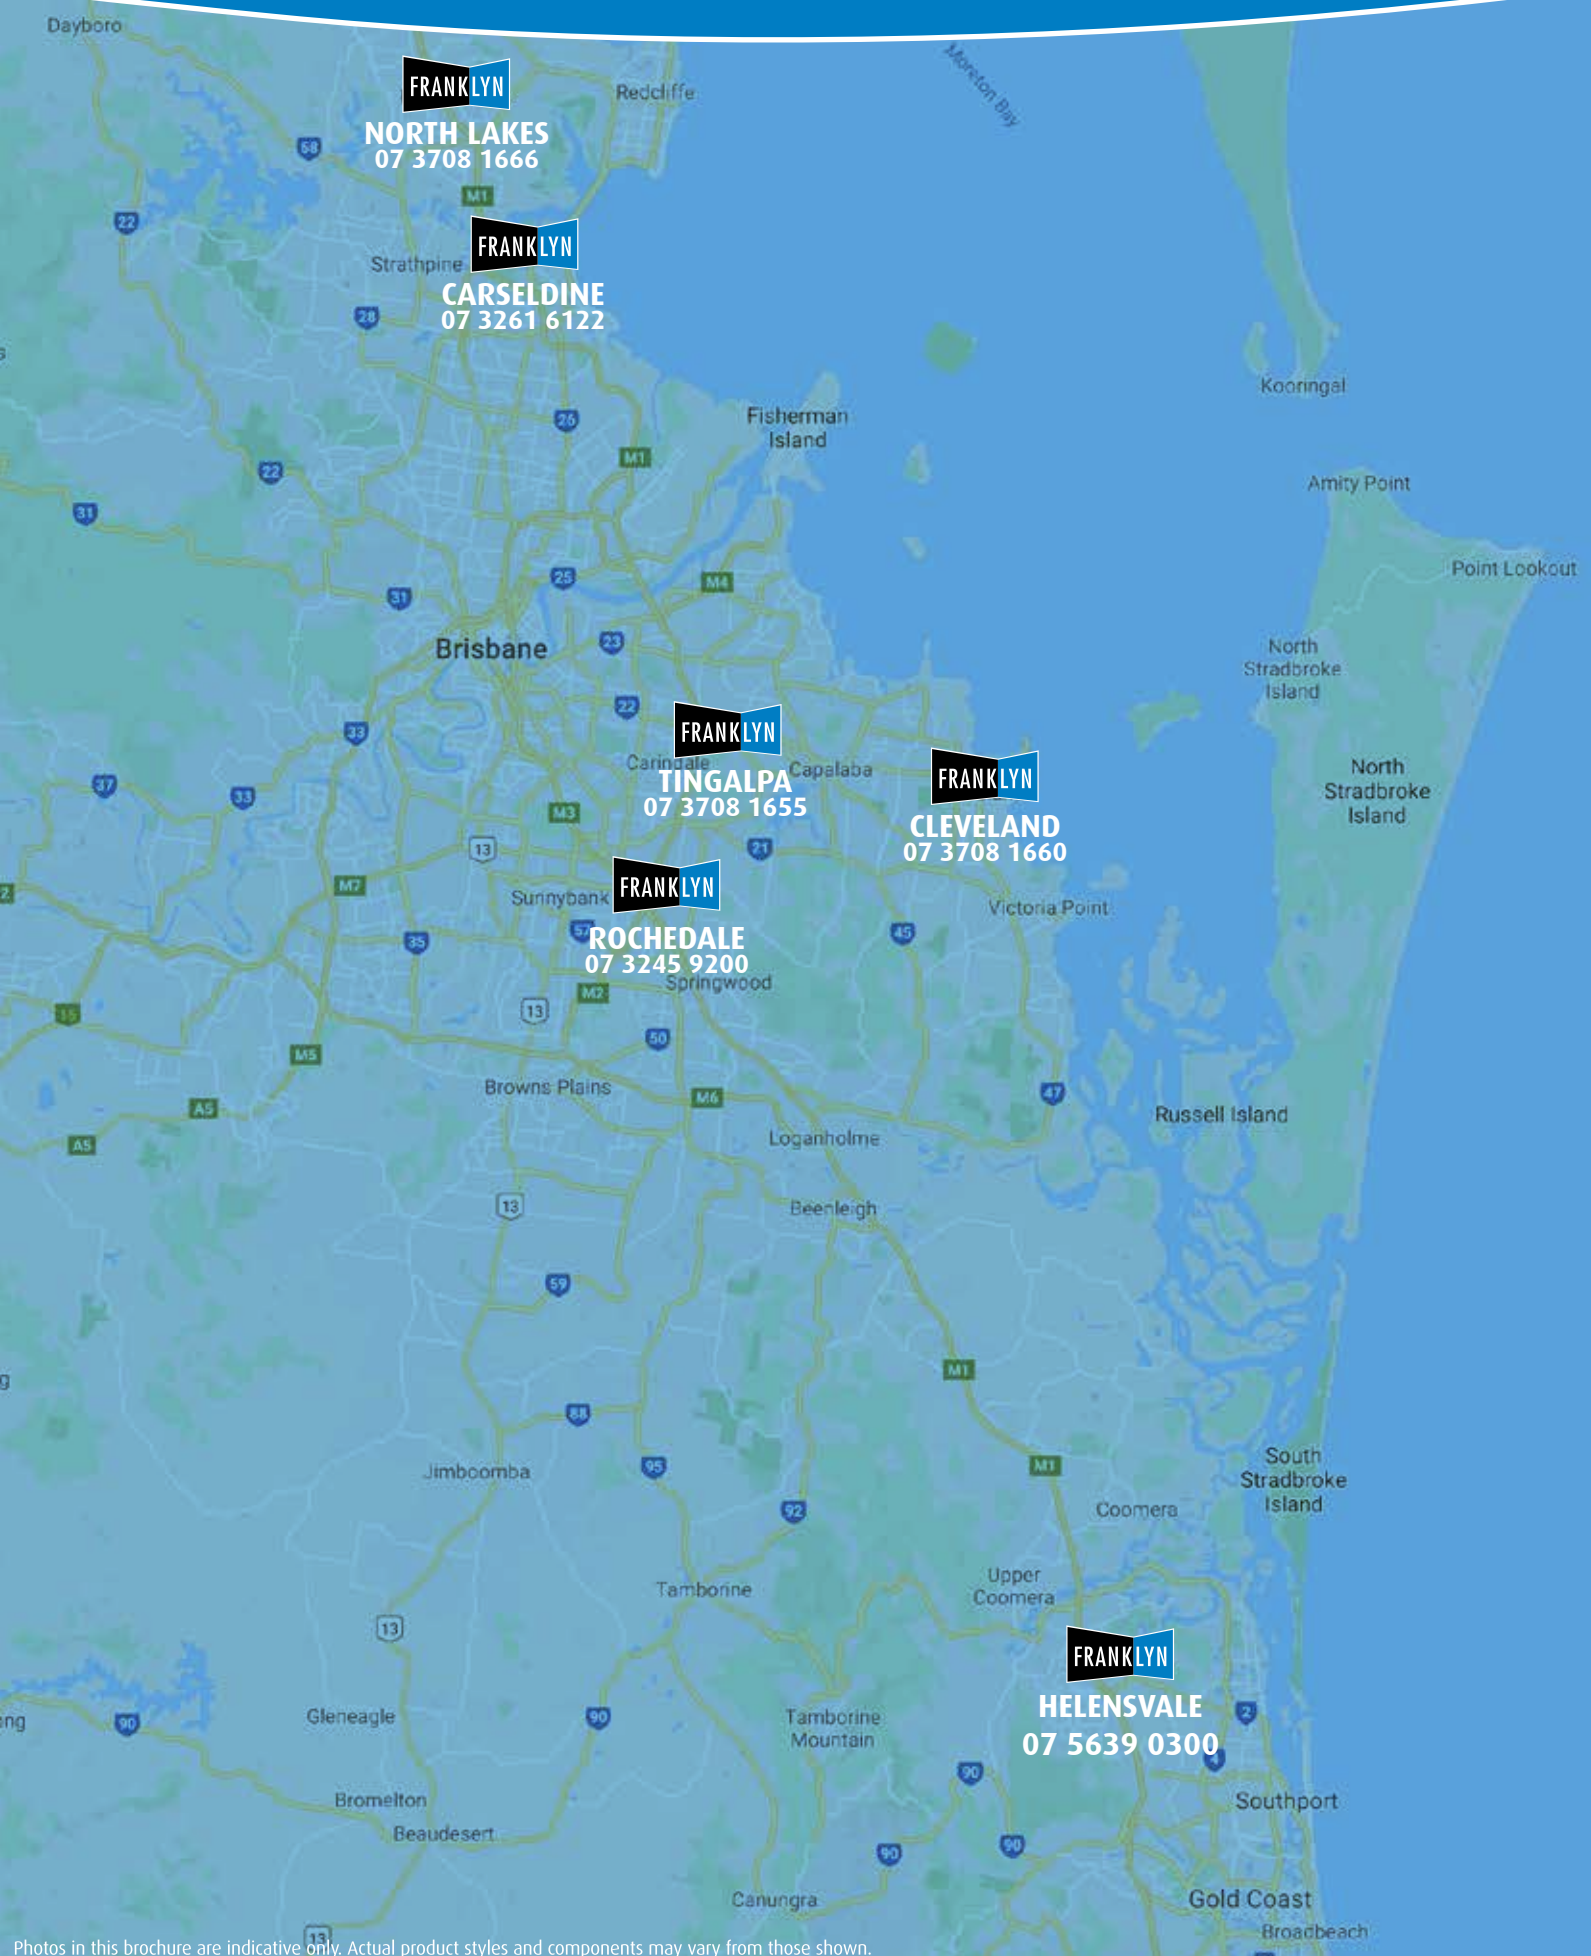 Dayboro
FRANKLYN
NORTH LAKES
07 3708 1666
Redcliffe
Moreton Bay
58
M1
22
FRANKLYN
Strathpine
CARSELDINE
07 3261 6122
28
Kooringal
Fisherman
Island
26
M1
22
Amity Point
31
Point Lookout
25
M4
31
Brisbane
23
North
Stradbroke
Island
22
FRANKLYN
33
Caringale
Capalaba
TINGALPA
07 3708 1655
FRANKLYN
CLEVELAND
07 3708 1660
North
Stradbroke
Island
37
33
M3
13
21
M7
2
FRANKLYN
Sunnybank
Victoria Point
57
ROCHEDALE
07 3245 9200
35
45
Springwood
M2
13
15
50
M5
Browns Plains
M6
47
A5
Russell Island
Loganholme
A5
13
Beenleigh
59
M1
g
88
South
Stradbroke
Island
M1
95
Jimboomba
92
Coomera
Upper
Coomera
Tamborine
13
FRANKLYN
HELENSVALE
07 5639 0300
2
ong
90
Gleneagle
90
Tamborine
Mountain
4
90
Bromelton
Southport
Beaudesert
90
90
Canungra
Gold Coast
Broadbeach
13
Photos in this brochure are indicative only. Actual product styles and components may vary from those shown.